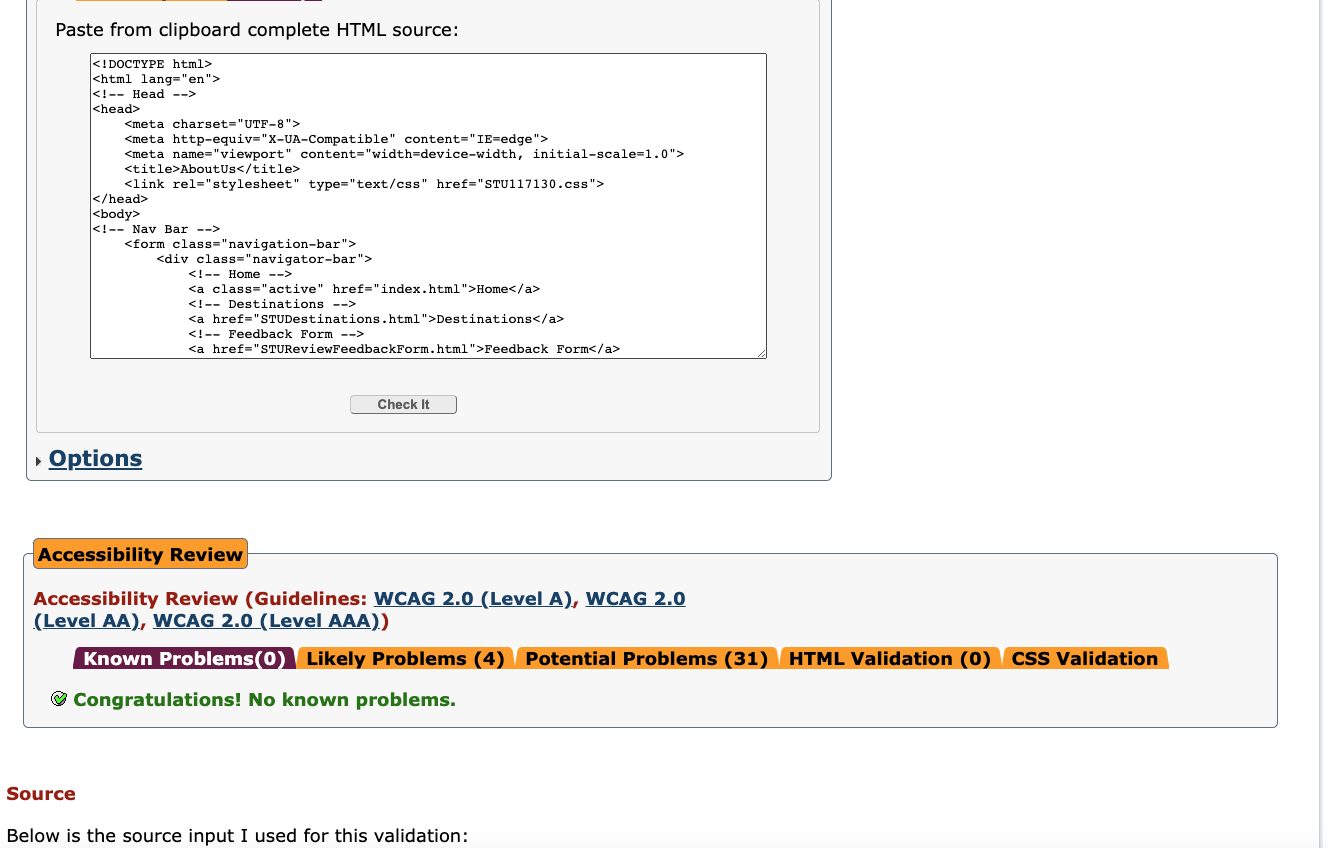 Paste from clipboard complete HTML source:
<!DOCTYPE html>
<html lang="en">
<!-- Head -->
<head>
    <meta charset="UTF-8">
    <meta http-equiv="X-UA-Compatible" content="IE=edge">
    <meta name="viewport" content="width=device-width, initial-scale=1.0">
    <title>AboutUs</title>
    <link rel="stylesheet" type="text/css" href="STU117130.css">
</head>
<body>
<!-- Nav Bar -->
    <form class="navigation-bar">
        <div class="navigator-bar">
            <!-- Home -->
            <a class="active" href="index.html">Home</a>
            <!-- Destinations -->
            <a href="STUDestinations.html">Destinations</a>
            <!-- Feedback Form -->
            <a href="STUReviewFeedbackForm.html">Feedback Form</a>
Check It
Options
Accessibility Review
Accessibility Review (Guidelines: WCAG 2.0 (Level A), WCAG 2.0
(Level AA), WCAG 2.0 (Level AAA))
Known Problems(0) Likely Problems (4) Potential Problems (31) HTML Validation (0) CSS Validation
Congratulations! No known problems.
Source
Below is the source input I used for this validation: